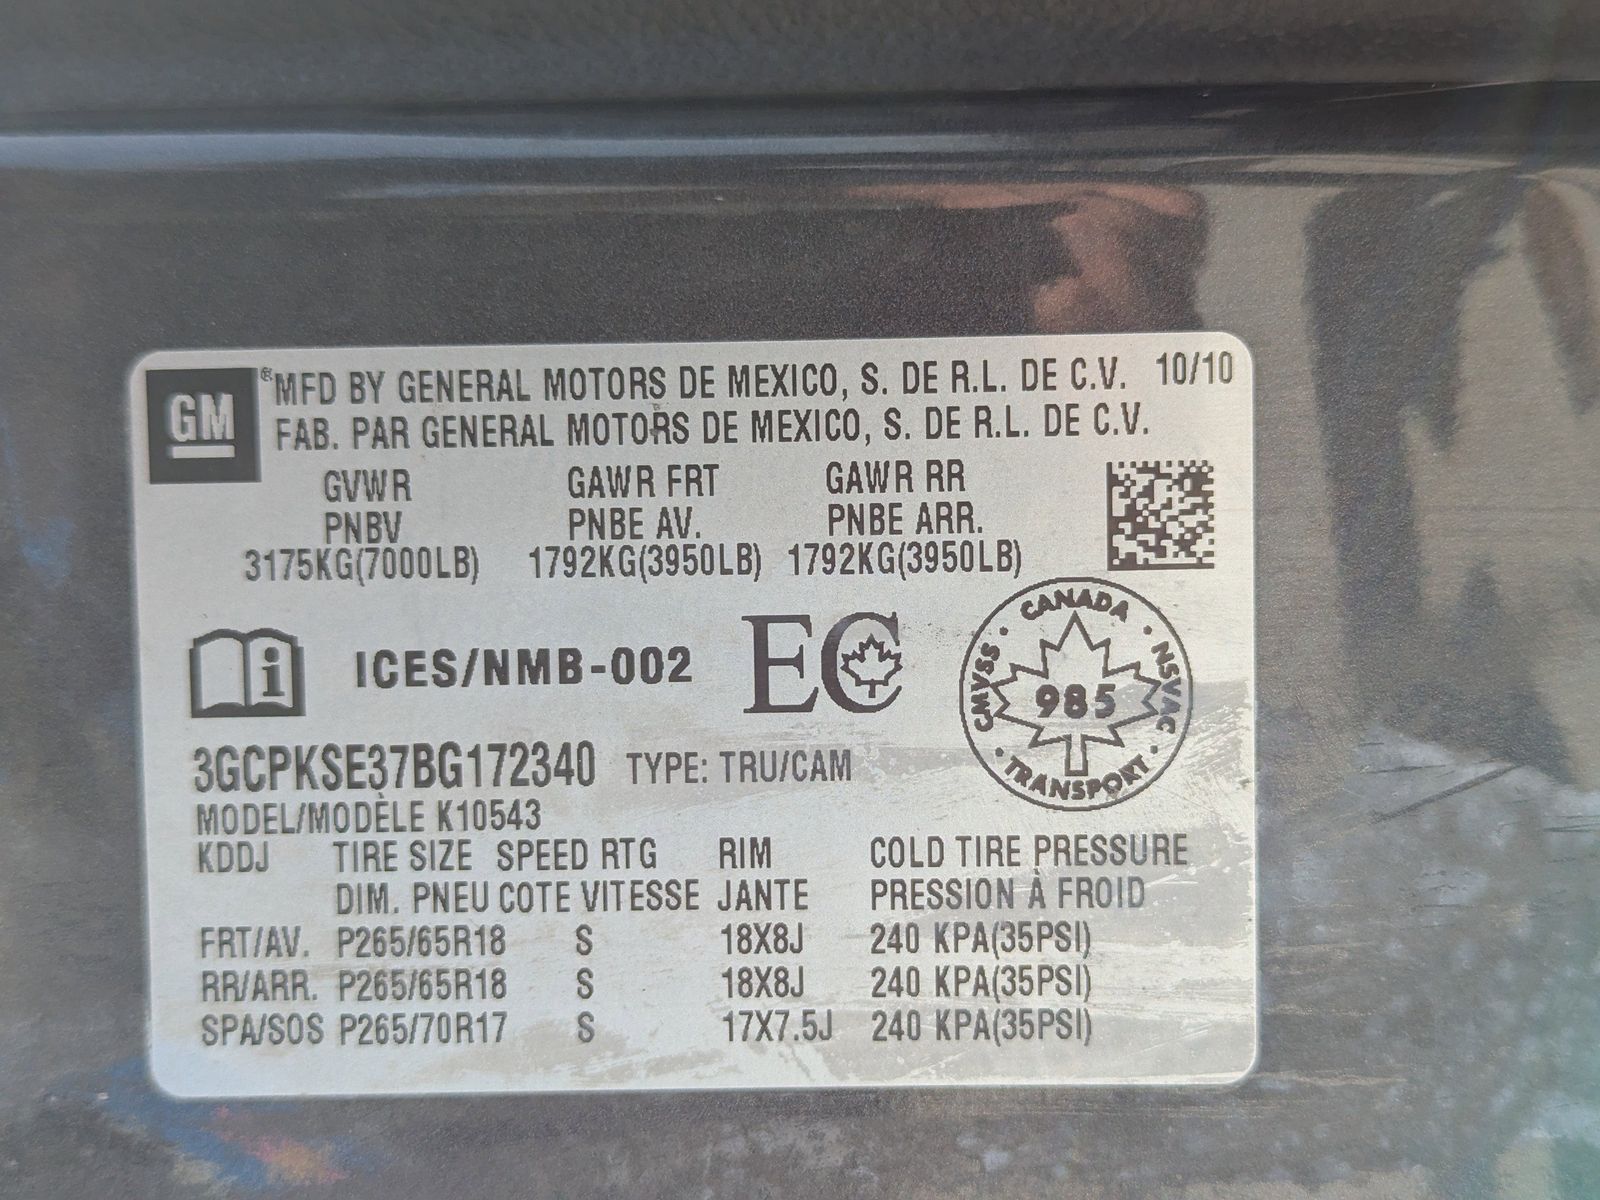 GM
® MFD BY GENERAL MOTORS DE MEXICO, S. DE R.L. DE C.V. 10/10
FAB. PAR GENERAL MOTORS DE MEXICO, S. DE R.L. DE C.V.
GVWR GAWR FRT GAWR RR
PNBV PNBE AV. PNBE ARR.
3175KG(7000LB) 1792KG(3950LB) 1792KG(3950LB)
i ICES/NMB-002 EC
CANADA
CMVSS · NSVAC
985
TRANSPORT
3GCPKSE37BG172340 TYPE: TRU/CAM
MODEL/MODÈLE K10543
KDDJ TIRE SIZE SPEED RTG RIM COLD TIRE PRESSURE
DIM. PNEU COTE VITESSE JANTE PRESSION À FROID
FRT/AV. P265/65R18 S 18X8J 240 KPA(35PSI)
RR/ARR. P265/65R18 S 18X8J 240 KPA(35PSI)
SPA/SOS P265/70R17 S 17X7.5J 240 KPA(35PSI)